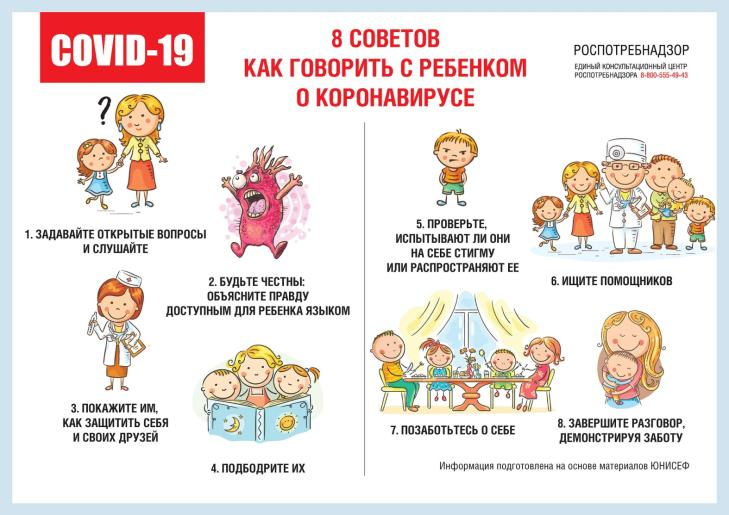 COVID-19
8 СОВЕТОВ
КАК ГОВОРИТЬ С РЕБЕНКОМ
О КОРОНАВИРУСЕ
РОСПОТРЕБНАДЗОР
ЕДИНЫЙ КОНСУЛЬТАЦИОННЫЙ ЦЕНТР
РОСПОТРЕБНАДЗОРА 8-800-555-49-43
?
1. ЗАДАВАЙТЕ ОТКРЫТЫЕ ВОПРОСЫ
И СЛУШАЙТЕ
2. БУДЬТЕ ЧЕСТНЫ:
ОБЪЯСНИТЕ ПРАВДУ
ДОСТУПНЫМ ДЛЯ РЕБЕНКА ЯЗЫКОМ
3. ПОКАЖИТЕ ИМ,
КАК ЗАЩИТИТЬ СЕБЯ
И СВОИХ ДРУЗЕЙ
4. ПОДБОДРИТЕ ИХ
5. ПРОВЕРЬТЕ,
ИСПЫТЫВАЮТ ЛИ ОНИ
НА СЕБЕ СТИГМУ
ИЛИ РАСПРОСТРАНЯЮТ ЕЕ
6. ИЩИТЕ ПОМОЩНИКОВ
7. ПОЗАБОТЬТЕСЬ О СЕБЕ
8. ЗАВЕРШИТЕ РАЗГОВОР,
ДЕМОНСТРИРУЯ ЗАБОТУ
Информация подготовлена на основе материалов ЮНИСЕФ